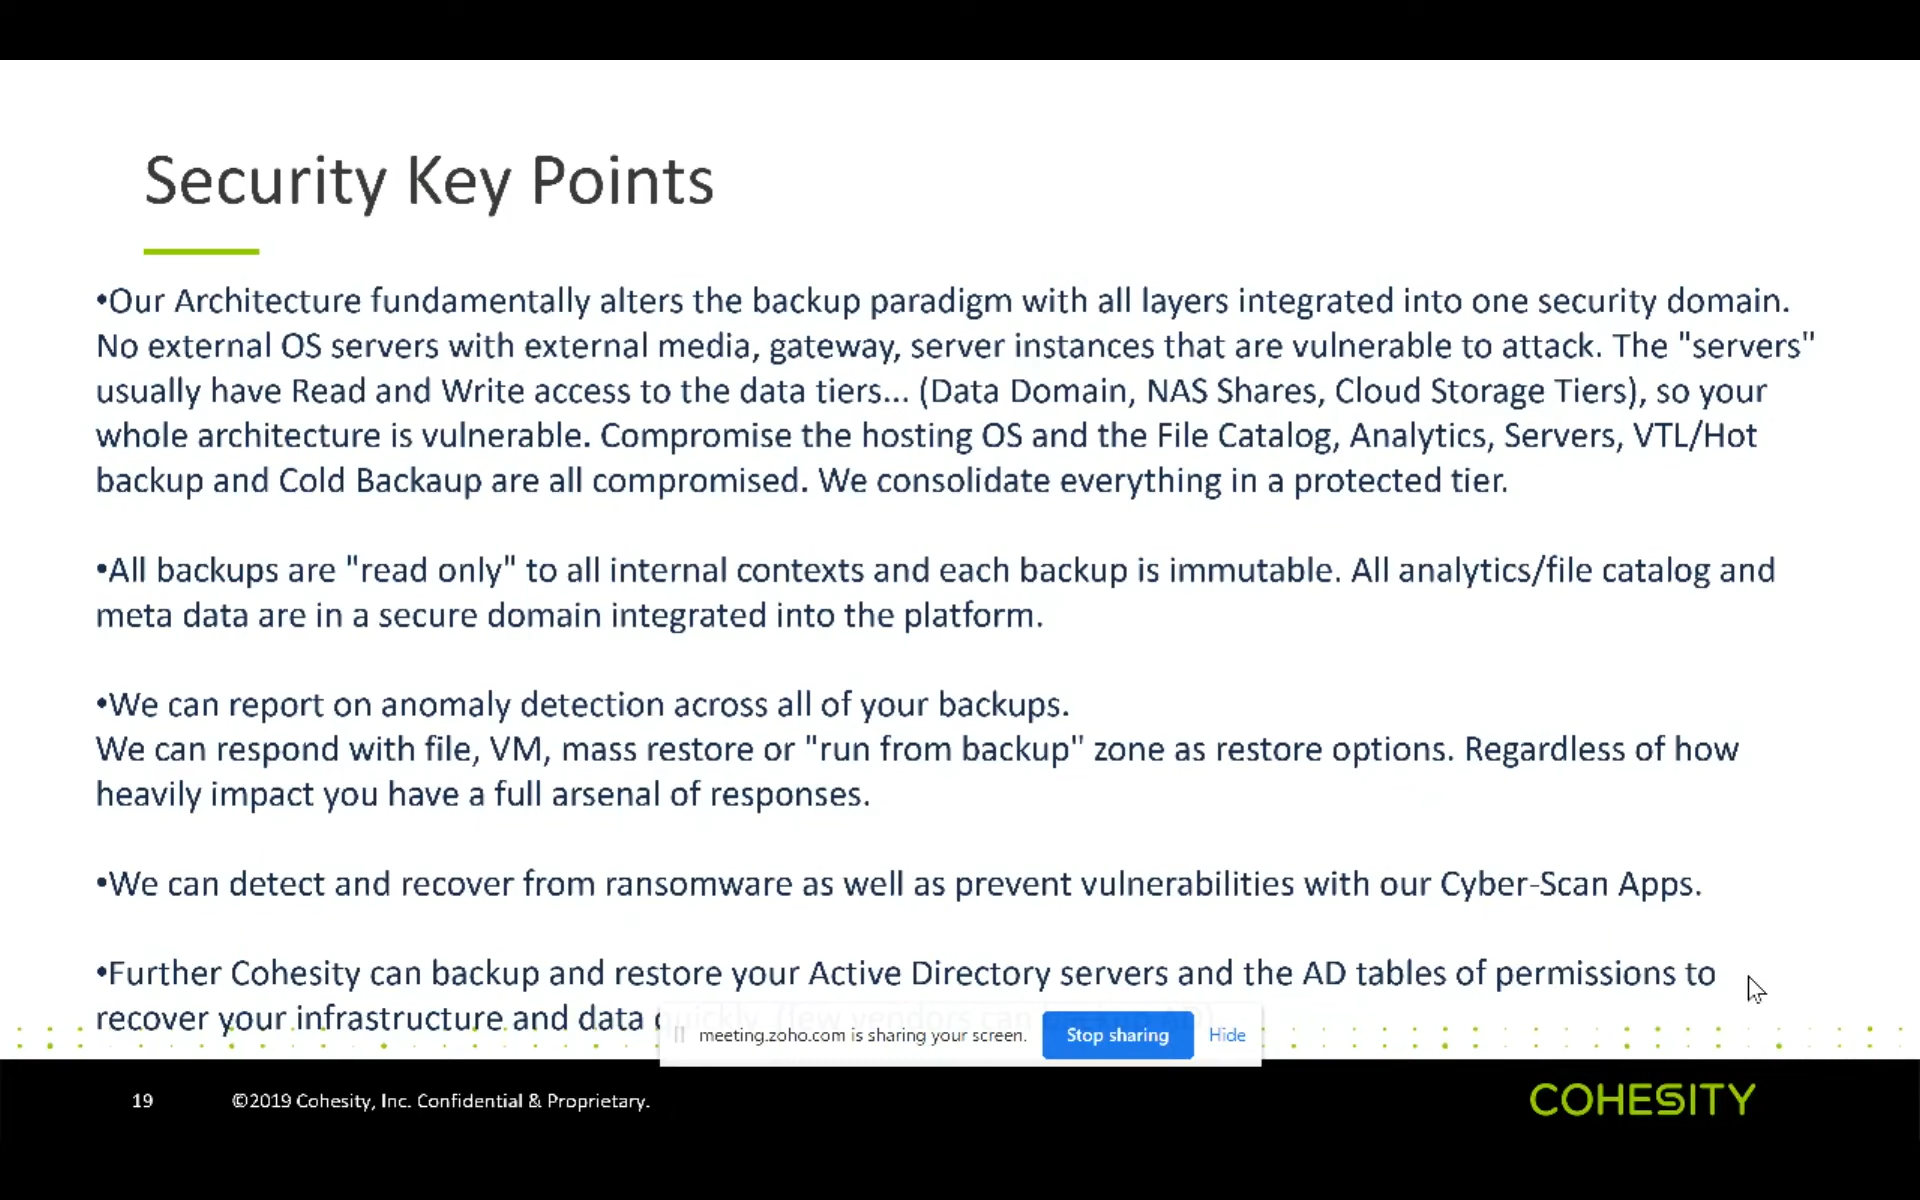 Security Key Points
•Our Architecture fundamentally alters the backup paradigm with all layers integrated into one security domain.
No external OS servers with external media, gateway, server instances that are vulnerable to attack. The "servers"
usually have Read and Write access to the data tiers... (Data Domain, NAS Shares, Cloud Storage Tiers), so your
whole architecture is vulnerable. Compromise the hosting OS and the File Catalog, Analytics, Servers, VTL/Hot
backup and Cold Backaup are all compromised. We consolidate everything in a protected tier.
•All backups are "read only" to all internal contexts and each backup is immutable. All analytics/file catalog and
meta data are in a secure domain integrated into the platform.
•We can report on anomaly detection across all of your backups.
We can respond with file, VM, mass restore or "run from backup" zone as restore options. Regardless of how
heavily impact you have a full arsenal of responses.
•We can detect and recover from ransomware as well as prevent vulnerabilities with our Cyber-Scan Apps.
•Further Cohesity can backup and restore your Active Directory servers and the AD tables of permissions to
recover your infrastructure and data quickly. (few vendors can
meeting.zoho.com is sharing your screen.
Stop sharing
Hide
19
©2019 Cohesity, Inc. Confidential & Proprietary.
COHESITY